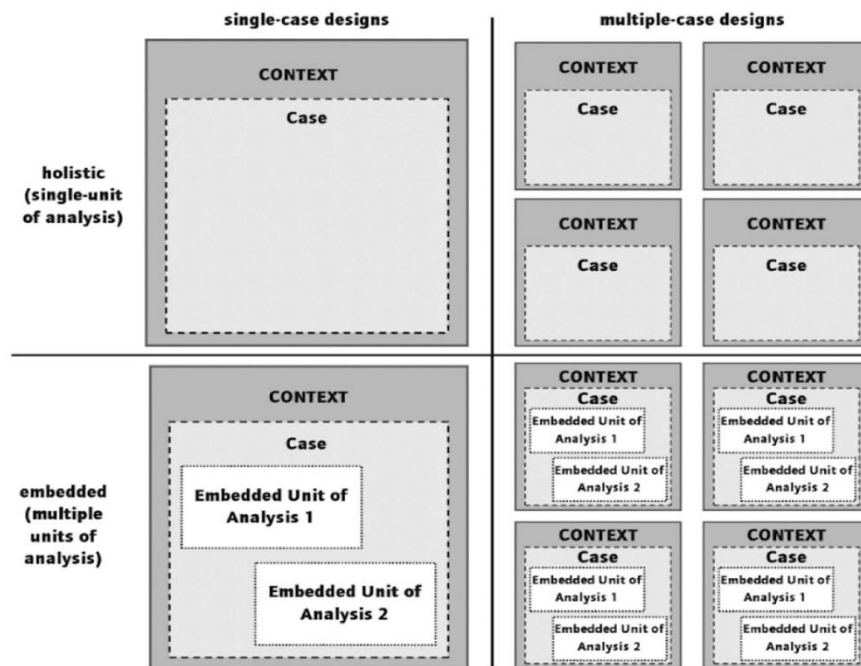 single-case designs
multiple-case designs
holistic
(single-unit
of analysis)
CONTEXT
Case
CONTEXT
Case
CONTEXT
Case
CONTEXT
Case
CONTEXT
Case
embedded
(multiple
units of
analysis)
CONTEXT
Case
Embedded Unit of
Analysis 1
Embedded Unit of
Analysis 2
CONTEXT
Case
Embedded Unit of
Analysis 1
Embedded Unit of
Analysis 2
CONTEXT
Case
Embedded Unit of
Analysis 1
Embedded Unit of
Analysis 2
CONTEXT
Case
Embedded Unit of
Analysis 1
Embedded Unit of
Analysis 2
CONTEXT
Case
Embedded Unit of
Analysis 1
Embedded Unit of
Analysis 2